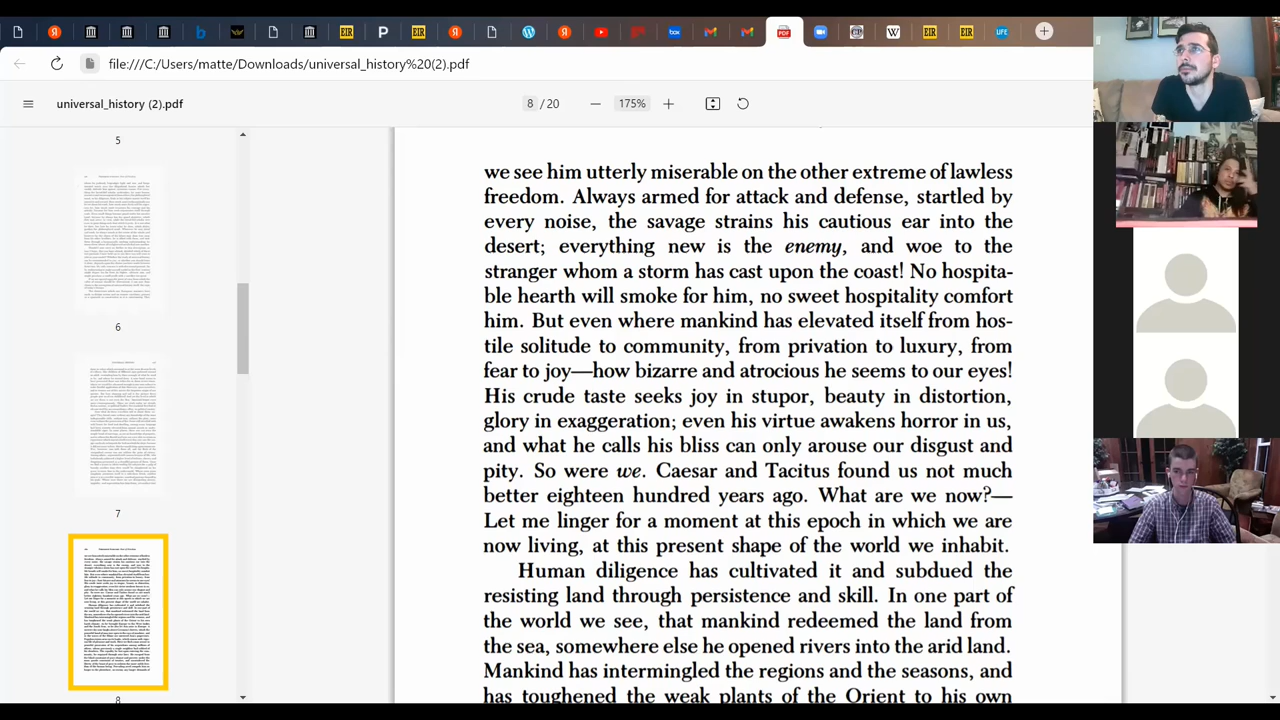 EIR
P
EIR
box
PDF
W
EIR
EIR
LIFE
file:///C:/Users/matte/Downloads/universal_history%20(2).pdf
universal_history (2).pdf
8 / 20
175%
5
6
7
8
we see him utterly miserable on the other extreme of lawless
freedom. Always armed for attack and defense, startled by
every noise, the savage strains his anxious ear into the
desert; everything new is the enemy, and woe to the
stranger whom a storm has cast upon the coast! No hospita-
ble hearth will smoke for him, no sweet hospitality comfort
him. But even where mankind has elevated itself from hos-
tile solitude to community, from privation to luxury, from
fear to joy—how bizarre and atrocious he seems to our eyes!
His crude taste seeks joy in stupor, beauty in distortion,
glory in exaggeration; even his virtue awakens horror in us,
and what he calls his bliss can only arouse our disgust and
pity. So were we. Caesar and Tacitus found us not much
better eighteen hundred years ago. What are we now?—
Let me linger for a moment at this epoch in which we are
now living, at this present shape of the world we inhabit.
Human diligence has cultivated it and subdued the
resisting land through persistence and skill. In one part of
the world we see, that mankind redeemed the land from
the sea; somewhere else he opened rivers into the arid land.
Mankind has intermingled the regions and the seasons, and
has toughened the weak plants of the Orient to his own